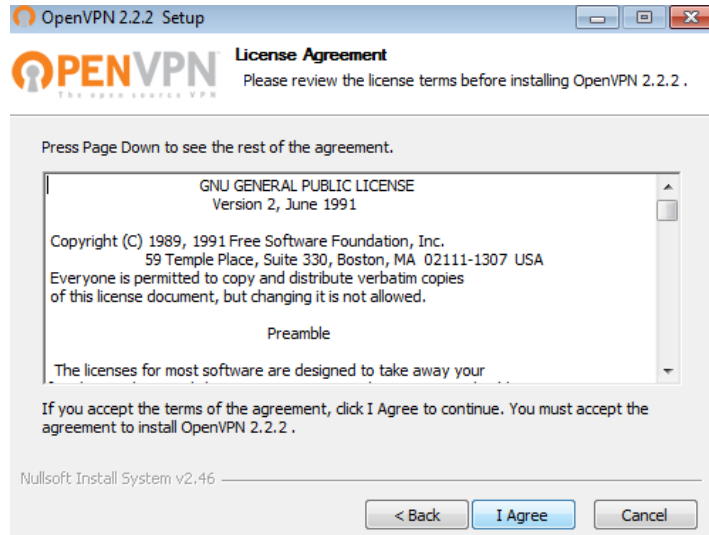 OpenVPN 2.2.2 Setup
OPENVPN
The open source VPN
License Agreement
Please review the license terms before installing OpenVPN 2.2.2 .
Press Page Down to see the rest of the agreement.
GNU GENERAL PUBLIC LICENSE
Version 2, June 1991
Copyright (C) 1989, 1991 Free Software Foundation, Inc.
59 Temple Place, Suite 330, Boston, MA 02111-1307 USA
Everyone is permitted to copy and distribute verbatim copies
of this license document, but changing it is not allowed.
Preamble
The licenses for most software are designed to take away your
If you accept the terms of the agreement, click I Agree to continue. You must accept the
agreement to install OpenVPN 2.2.2 .
Nullsoft Install System v2.46
< Back
I Agree
Cancel